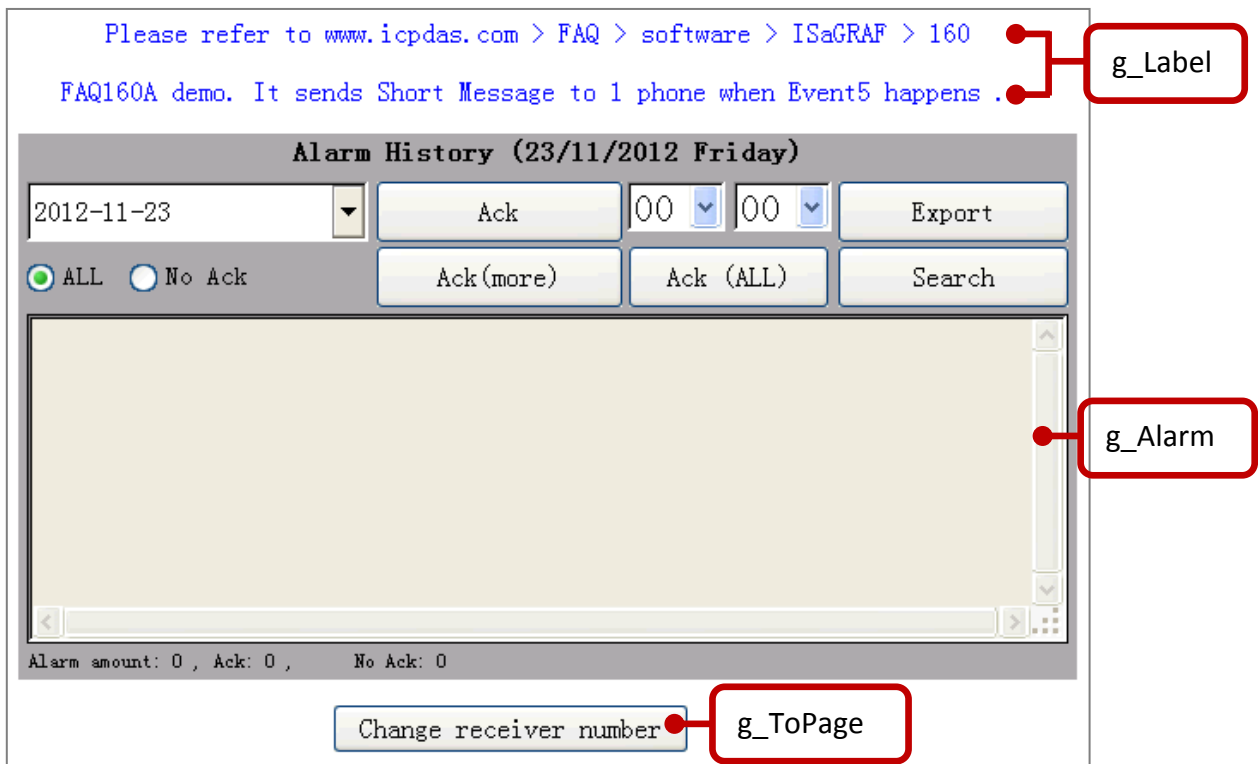 Please refer to www.icpdas.com > FAQ > software > ISaGRAF > 160
g_Label
FAQ160A demo. It sends Short Message to 1 phone when Event5 happens .
Alarm History (23/11/2012 Friday)
2012-11-23 Ack 00 00 Export
ALL No Ack Ack(more) Ack (ALL) Search
g_Alarm
Alarm amount: 0 , Ack: 0 , No Ack: 0
Change receiver number g_ToPage